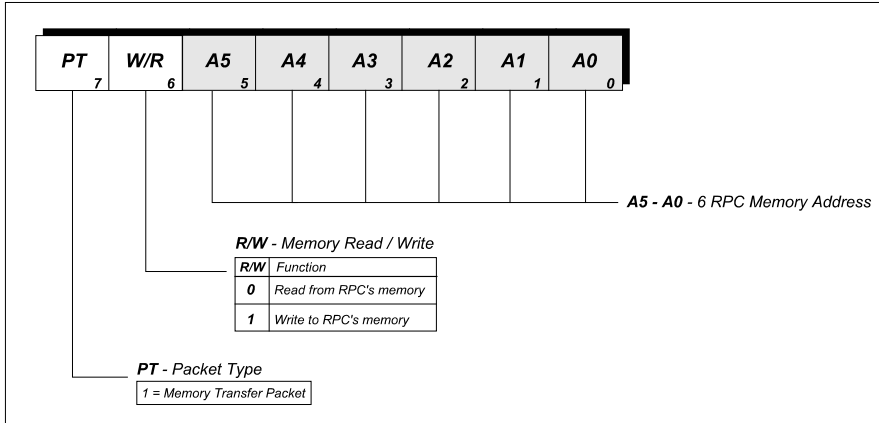 PT W/R A5 A4 A3 A2 A1 A0
7 6 5 4 3 2 1 0
A5 - A0 - 6 RPC Memory Address
R/W - Memory Read / Write
R/W Function
0 Read from RPC's memory
1 Write to RPC's memory
PT - Packet Type
1 = Memory Transfer Packet